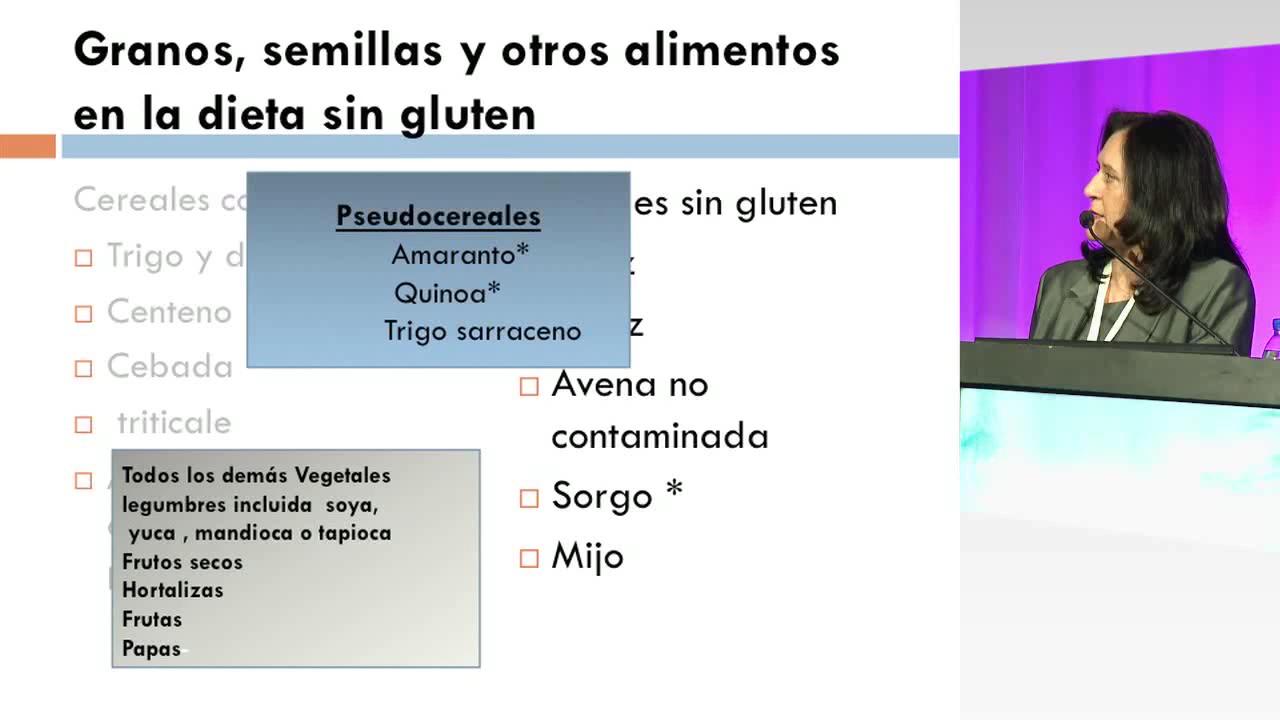 Granos, semillas y otros alimentos
en la dieta sin gluten
Cereales
Trigo y
Centeno
Cebada
triticale
Pseudocereales
Amaranto*
Quinoa*
Trigo sarraceno
Todos los demás Vegetales
legumbres incluida soya,
yuca , mandioca o tapioca
Frutos secos
Hortalizas
Frutas
Papas-
es sin gluten
z
z
Avena no
contaminada
Sorgo *
Mijo